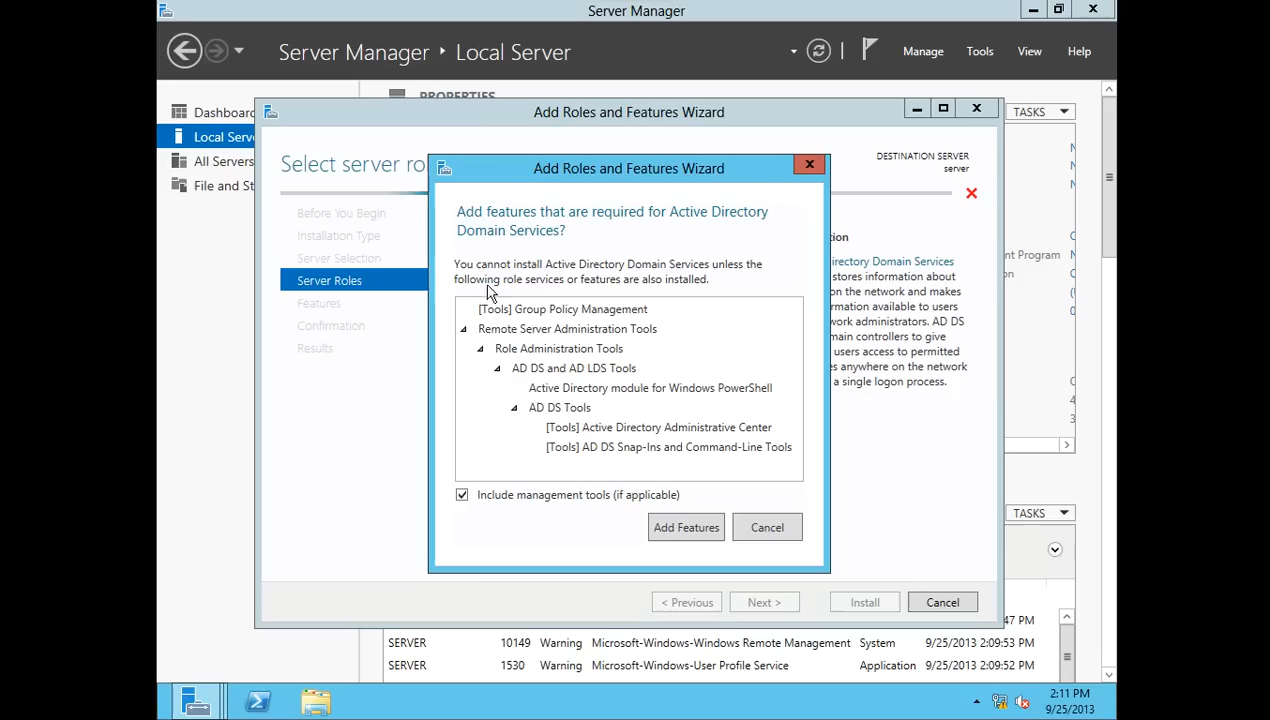 Server Manager
Server Manager ‣ Local Server
Manage Tools View Help
Dashboard
Local Serv
All Servers
File and St
PROPERTIES
TASKS
Add Roles and Features Wizard
Select server ro
DESTINATION SERVER
server
Before You Begin
Installation Type
Server Selection
Server Roles
Features
Confirmation
Results
Add Roles and Features Wizard
Add features that are required for Active Directory
Domain Services?
You cannot install Active Directory Domain Services unless the
following role services or features are also installed.
[Tools] Group Policy Management
Remote Server Administration Tools
Role Administration Tools
AD DS and AD LDS Tools
Active Directory module for Windows PowerShell
AD DS Tools
[Tools] Active Directory Administrative Center
[Tools] AD DS Snap-Ins and Command-Line Tools
Include management tools (if applicable)
Add Features Cancel
tion
irectory Domain Services
stores information about
on the network and makes
rmation available to users
work administrators. AD DS
main controllers to give
users access to permitted
es anywhere on the network
a single logon process.
ent Program
on
< Previous Next > Install Cancel
TASKS
47 PM
SERVER 10149 Warning Microsoft-Windows-Windows Remote Management System 9/25/2013 2:09:53 PM
SERVER 1530 Warning Microsoft-Windows-User Profile Service Application 9/25/2013 2:09:52 PM
2:11 PM
9/25/2013